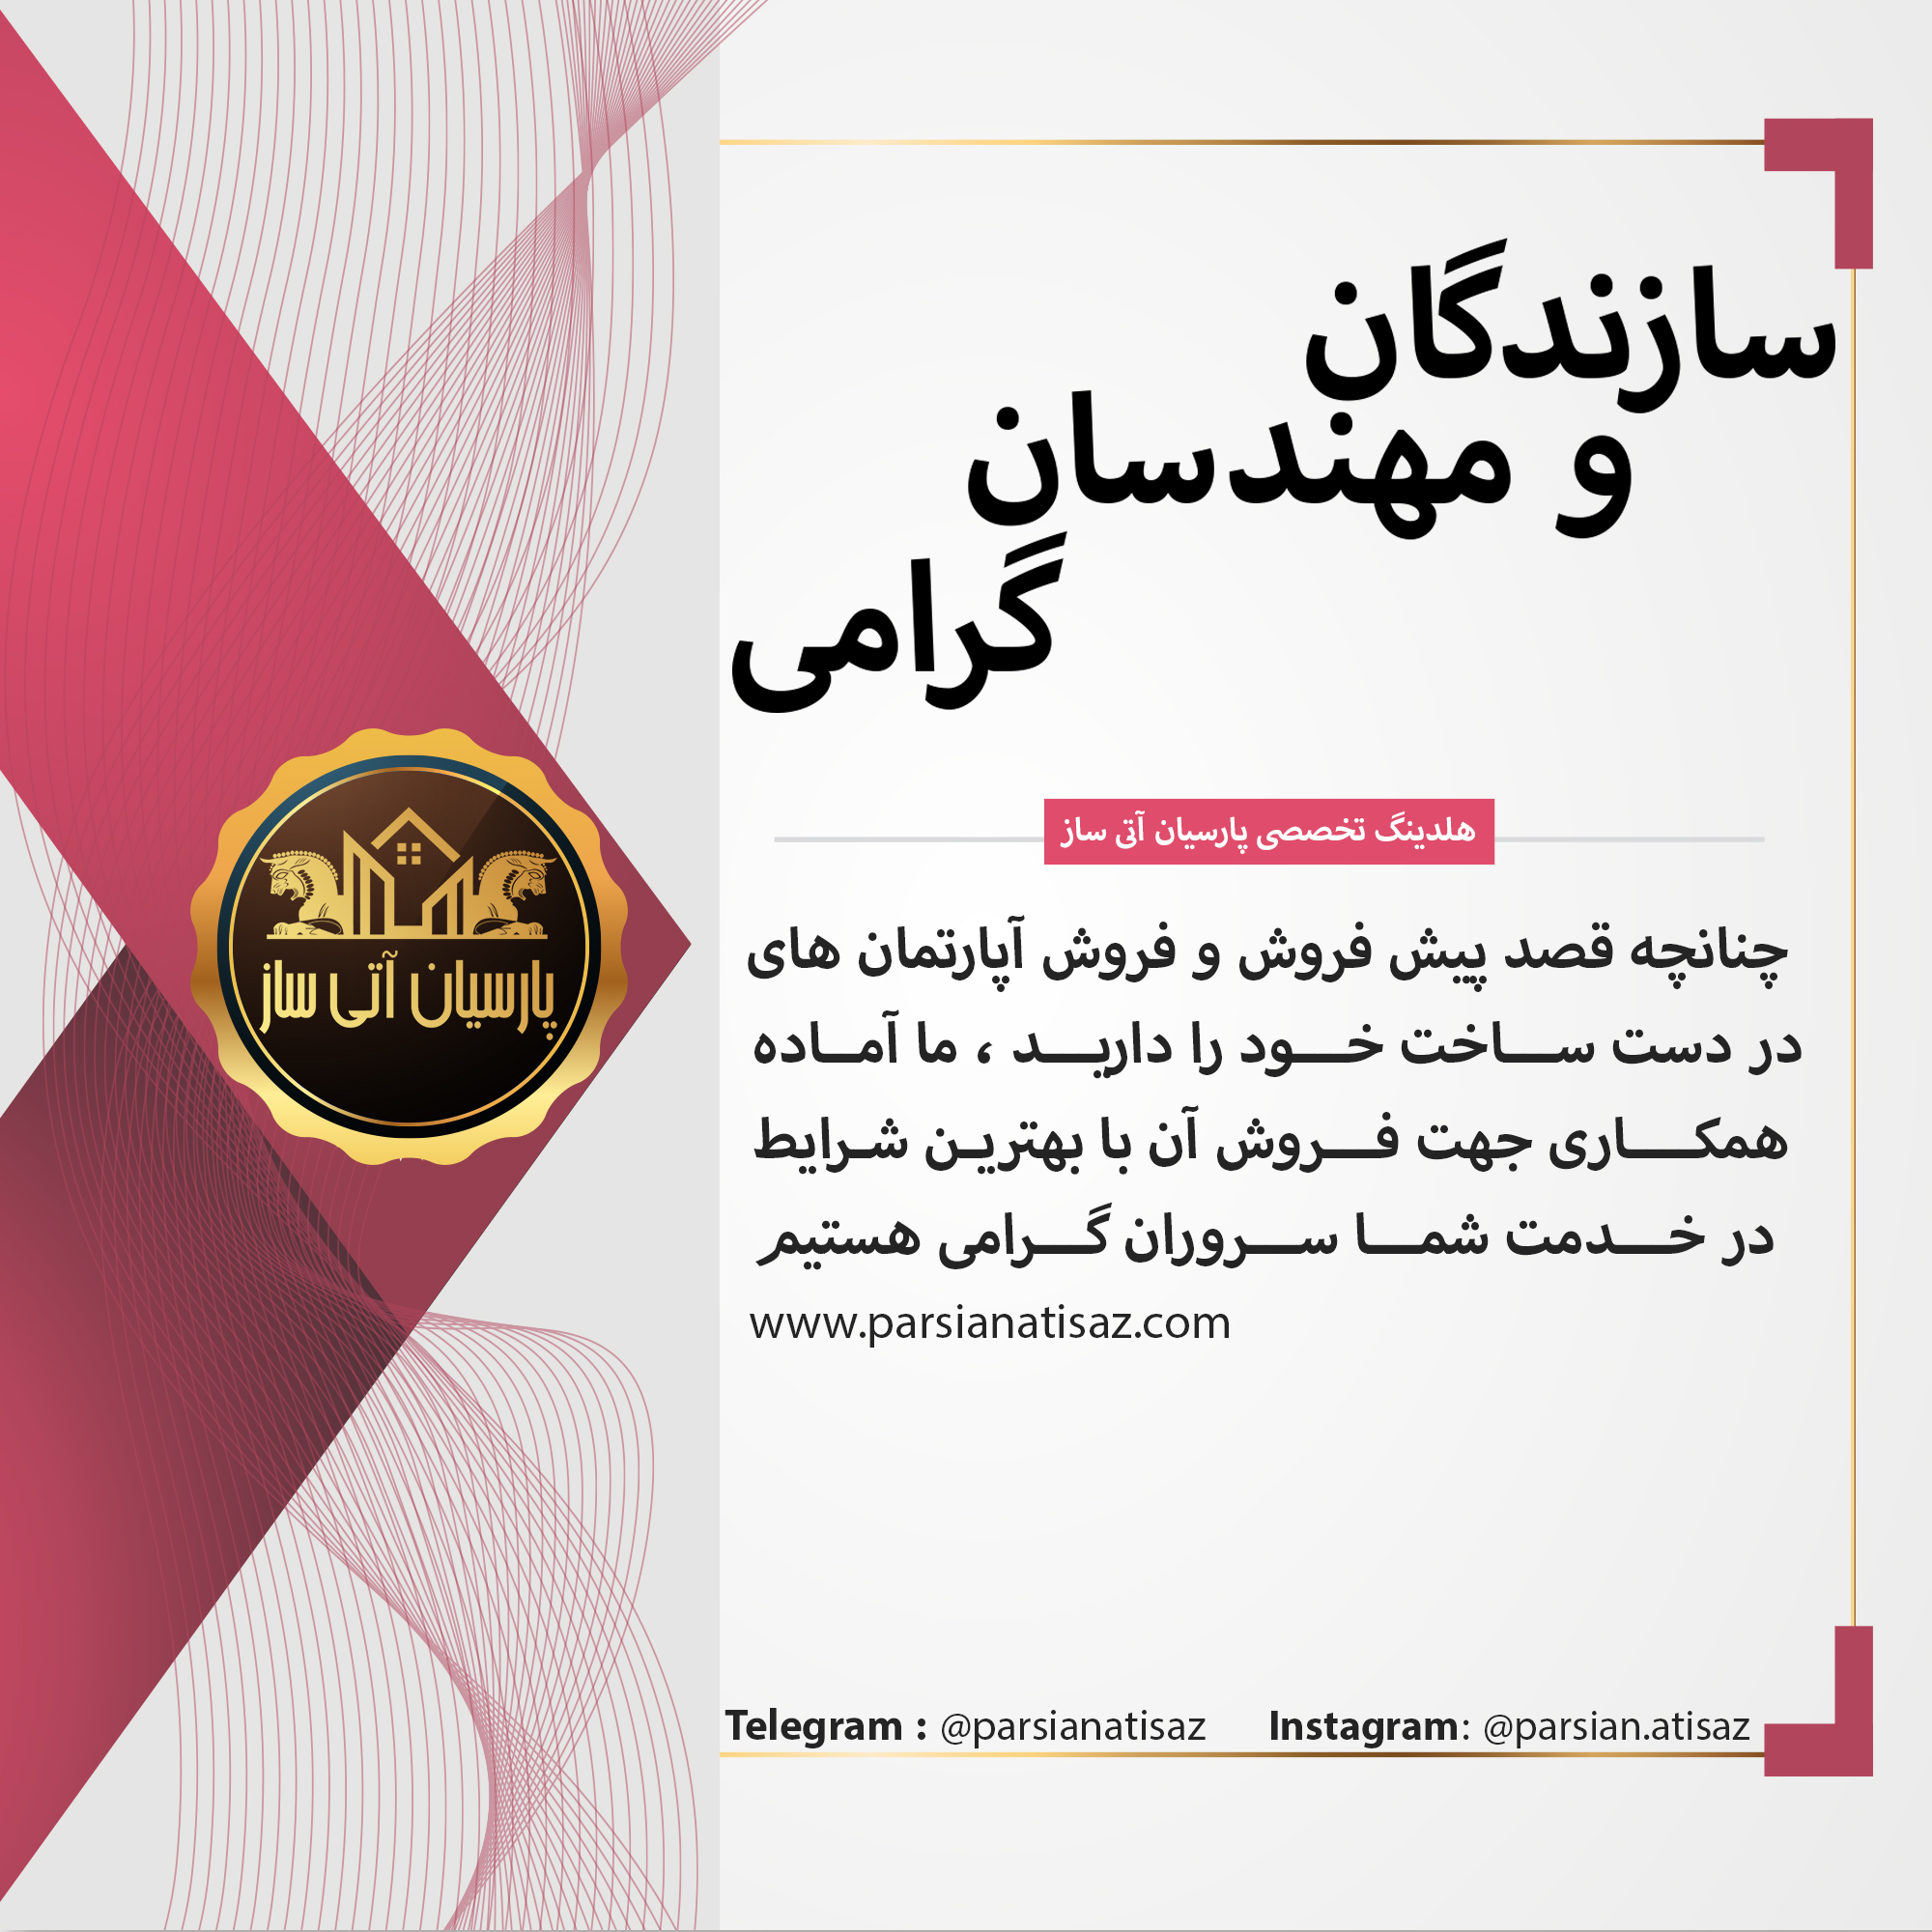 سازندگان
و مهندسان
گرامی
هلدینگ تخصصی پارسیان آتی ساز
چنانچه قصد پیش فروش و فروش آپارتمان های
در دست ساخت خود را دارید ، ما آماده
همکاری جهت فروش آن با بهترین شرایط
در خدمت شما سروران گرامی هستیم
www.parsianatisaz.com
پارسیان آتی ساز
Telegram : @parsianatisaz Instagram: @parsian.atisaz